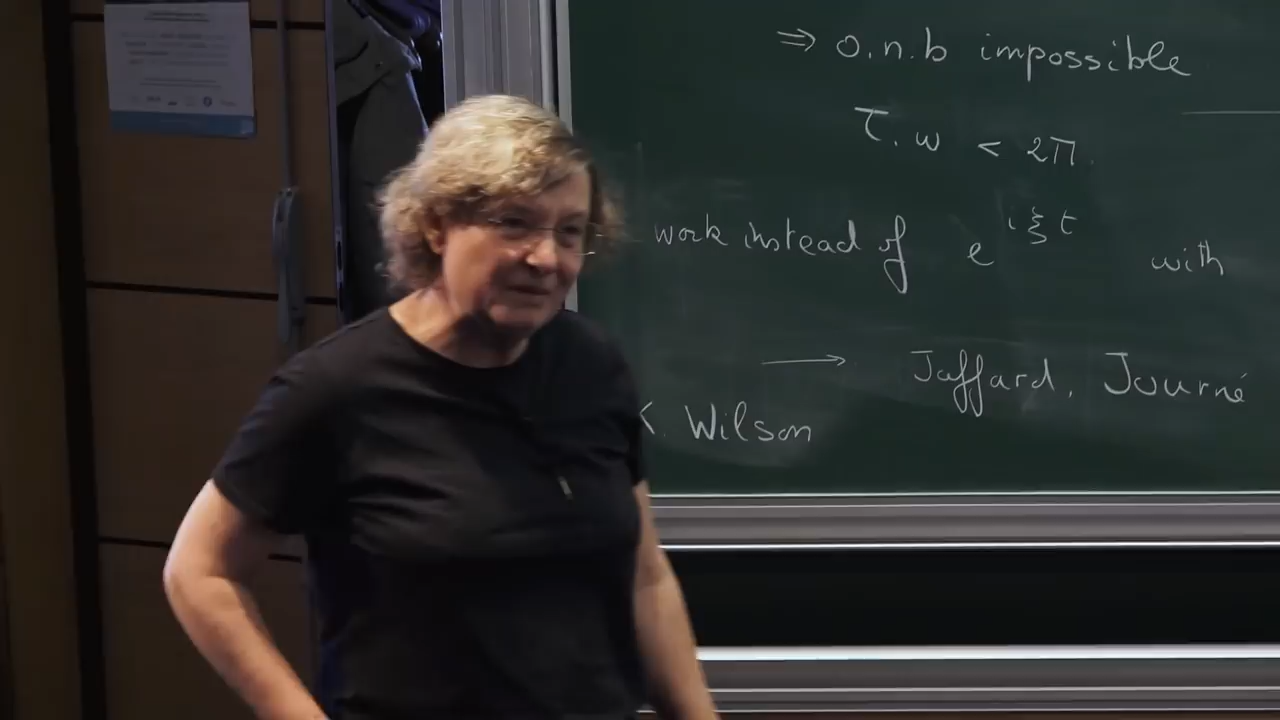 ⇒ o.n.b impossible
τ.ω < 2π
work instead of e^{iξt} with
→ Jaffard, Journé
K. Wilson